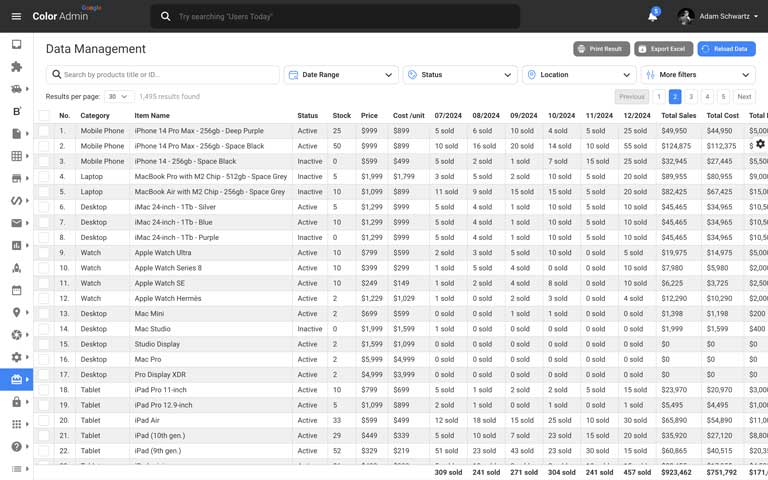 Google
Color Admin
Try searching "Users Today"
5
Adam Schwartz
Data Management
Print Result
Export Excel
Reload Data
Search by products title or ID...
Date Range
Status
Location
More filters
Results per page: 30 1,495 results found
Previous 1 2 3 4 5 Next
No. Category Item Name Status Stock Price Cost /unit 07/2024 08/2024 09/2024 10/2024 11/2024 12/2024 Total Sales Total Cost
1. Mobile Phone iPhone 14 Pro Max - 256gb - Deep Purple Active 25 $999 $899 5 sold 6 sold 10 sold 4 sold 0 sold 25 sold $49,950 $44,950
2. Mobile Phone iPhone 14 Pro Max - 256gb - Space Black Active 50 $999 $899 10 sold 16 sold 20 sold 14 sold 10 sold 55 sold $124,875 $112,375
3. Mobile Phone iPhone 14 - 256gb - Space Black Inactive 0 $599 $499 5 sold 2 sold 1 sold 7 sold 15 sold 25 sold $32,945 $27,445
4. Laptop MacBook Pro with M2 Chip - 512gb - Space Grey Active 5 $1,999 $1,799 3 sold 5 sold 2 sold 0 sold 5 sold 20 sold $89,955 $80,955
5. Laptop MacBook Air with M2 Chip - 256gb - Space Grey Inactive 10 $1,099 $899 11 sold 9 sold 15 sold 15 sold 5 sold 20 sold $82,425 $67,425
6. Desktop iMac 24-inch - 1Tb - Silver Active 5 $1,299 $999 5 sold 4 sold 1 sold 10 sold 5 sold 10 sold $45,465 $34,965
7. Desktop iMac 24-inch - 1Tb - Blue Active 10 $1,299 $999 5 sold 4 sold 1 sold 10 sold 5 sold 10 sold $45,465 $34,965
8. Desktop iMac 24-inch - 1Tb - Purple Inactive 0 $1,299 $999 5 sold 4 sold 1 sold 10 sold 5 sold 10 sold $45,465 $34,965
9. Watch Apple Watch Ultra Active 10 $799 $599 2 sold 3 sold 5 sold 10 sold 0 sold 5 sold $19,975 $14,975
10. Watch Apple Watch Series 8 Active 10 $399 $299 1 sold 5 sold 4 sold 0 sold 0 sold 10 sold $7,980 $5,980
11. Watch Apple Watch SE Active 10 $249 $149 1 sold 2 sold 4 sold 8 sold 0 sold 10 sold $6,225 $3,725
12. Watch Apple Watch Hermès Active 2 $1,229 $1,029 1 sold 0 sold 2 sold 3 sold 0 sold 4 sold $12,290 $10,290
13. Desktop Mac Mini Active 2 $699 $599 0 sold 0 sold 1 sold 1 sold 0 sold 0 sold $1,398 $1,198 $200
14. Desktop Mac Studio Inactive 0 $1,999 $1,599 1 sold 0 sold 0 sold 0 sold 0 sold 0 sold $1,999 $1,599 $400
15. Desktop Studio Display Active 2 $1,599 $1,099 0 sold 0 sold 0 sold 0 sold 0 sold 0 sold $0 $0 $0
16. Desktop Mac Pro Active 2 $5,999 $4,999 0 sold 0 sold 0 sold 0 sold 0 sold 0 sold $0 $0 $0
17. Desktop Pro Display XDR Active 2 $4,999 $3,999 0 sold 0 sold 0 sold 0 sold 0 sold 0 sold $0 $0 $0
18. Tablet iPad Pro 11-inch Active 10 $799 $699 5 sold 1 sold 2 sold 2 sold 5 sold 15 sold $23,970 $20,970
19. Tablet iPad Pro 12.9-inch Active 5 $1,099 $899 2 sold 1 sold 0 sold 1 sold 0 sold 1 sold $5,495 $4,495
20. Tablet iPad Air Active 33 $599 $499 12 sold 18 sold 15 sold 25 sold 10 sold 30 sold $65,890 $54,890
21. Tablet iPad (10th gen.) Active 29 $449 $339 5 sold 10 sold 7 sold 23 sold 15 sold 20 sold $35,920 $27,120
22. Tablet iPad (9th gen.) Active 52 $329 $219 51 sold 23 sold 43 sold 23 sold 30 sold 15 sold $60,865 $40,515
309 sold 241 sold 271 sold 304 sold 241 sold 457 sold $923,462 $751,792